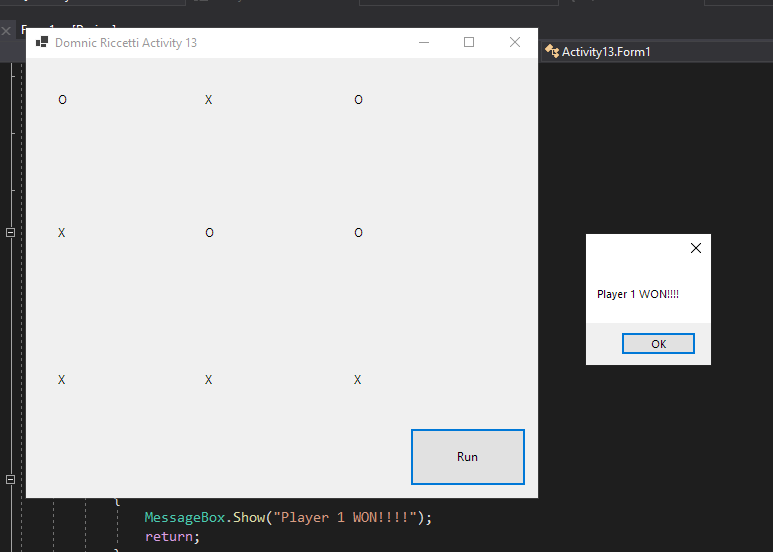 Domnic Riccetti Activity 13
Activity13.Form1
O X O
X O O
X X X
Run
Player 1 WON!!!!
OK
{
MessageBox.Show("Player 1 WON!!!!");
return;